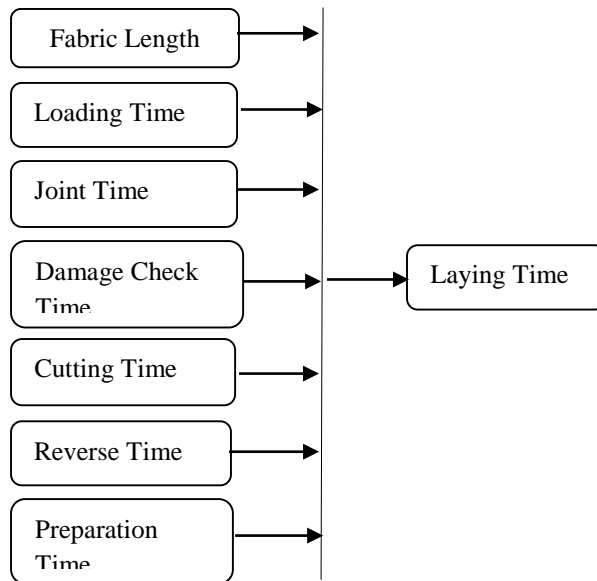 Fabric Length
Loading Time
Joint Time
Damage Check
Time
Laying Time
Cutting Time
Reverse Time
Preparation
Time